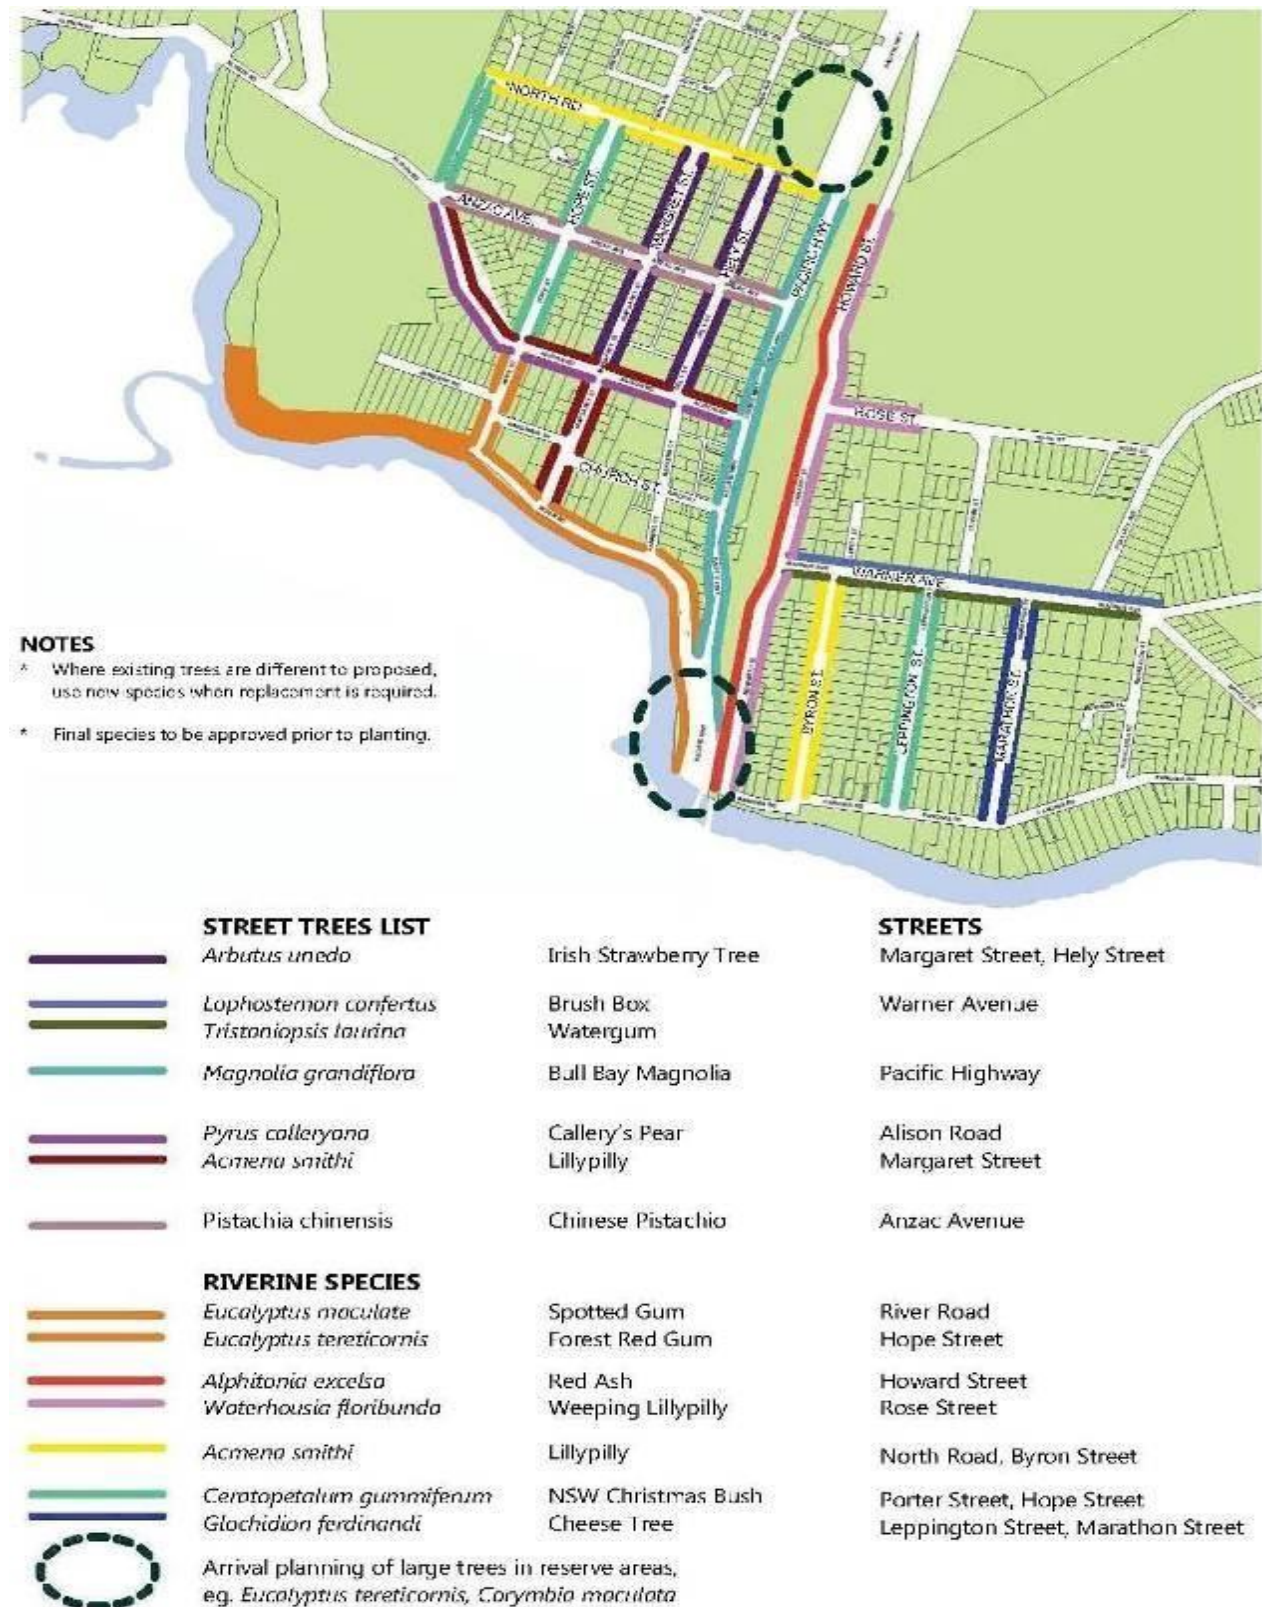 NORTH RD.
HOPE ST.
MARGRET ST.
HELY ST.
PACIFIC HWY
HOWARD ST.
ANZAC AVE.
ROSE ST.
CHURCH ST.
WARNER AVE.
BYRON ST.
LEPPINGTON ST.
MARATHON ST.
NOTES
* Where existing trees are different to proposed,
use new species when replacement is required.
* Final species to be approved prior to planting.
STREET TREES LIST STREETS
Arbutus unedo Irish Strawberry Tree Margaret Street, Hely Street
Lophostemon confertus Brush Box Warner Avenue
Tristaniopsis laurina Watergum
Magnolia grandiflora Bull Bay Magnolia Pacific Highway
Pyrus calleryana Callery's Pear Alison Road
Acmena smithi Lillypilly Margaret Street
Pistachia chinensis Chinese Pistachio Anzac Avenue
RIVERINE SPECIES
Eucalyptus maculate Spotted Gum River Road
Eucalyptus tereticornis Forest Red Gum Hope Street
Alphitonia excelsa Red Ash Howard Street
Waterhousia floribunda Weeping Lillypilly Rose Street
Acmena smithi Lillypilly North Road, Byron Street
Ceratopetalum gummiferum NSW Christmas Bush Porter Street, Hope Street
Glochidion ferdinandi Cheese Tree Leppington Street, Marathon Street
Arrival planning of large trees in reserve areas,
eg. Eucalyptus tereticornis, Corymbia maculata